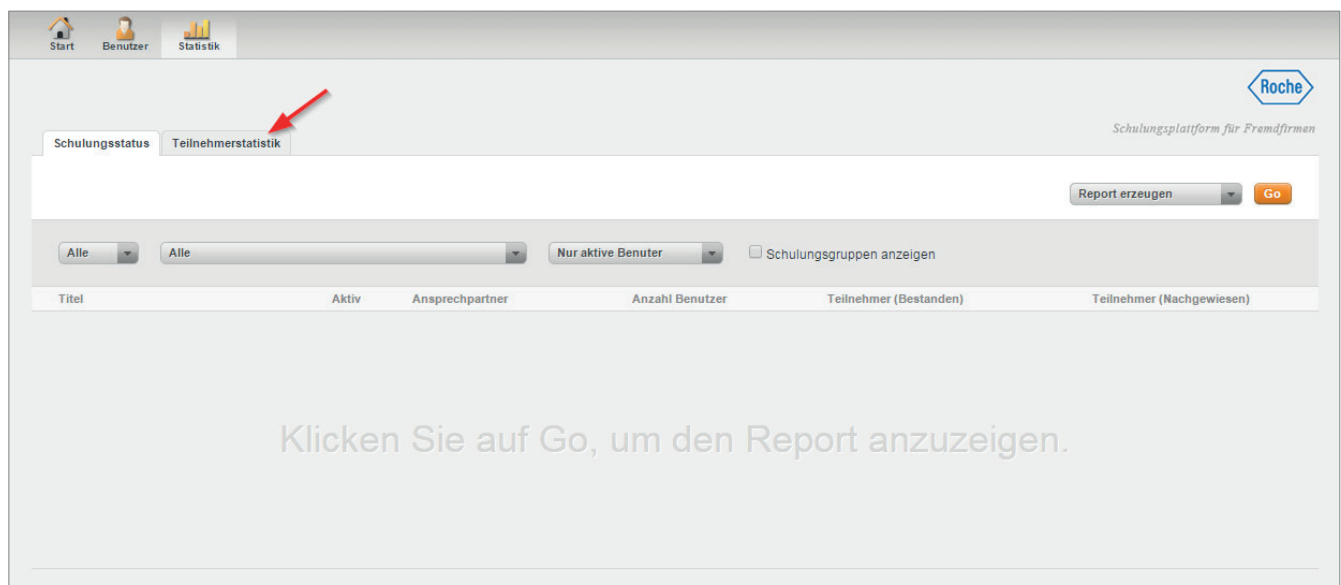 Start Benutzer Statistik
Roche
Schulungsplattform für Fremdfirmen
Schulungsstatus Teilnehmerstatistik
Report erzeugen Go
Alle Alle Nur aktive Benuter Schulungsgruppen anzeigen
Titel Aktiv Ansprechpartner Anzahl Benutzer Teilnehmer (Bestanden) Teilnehmer (Nachgewiesen)
Klicken Sie auf Go, um den Report anzuzeigen.